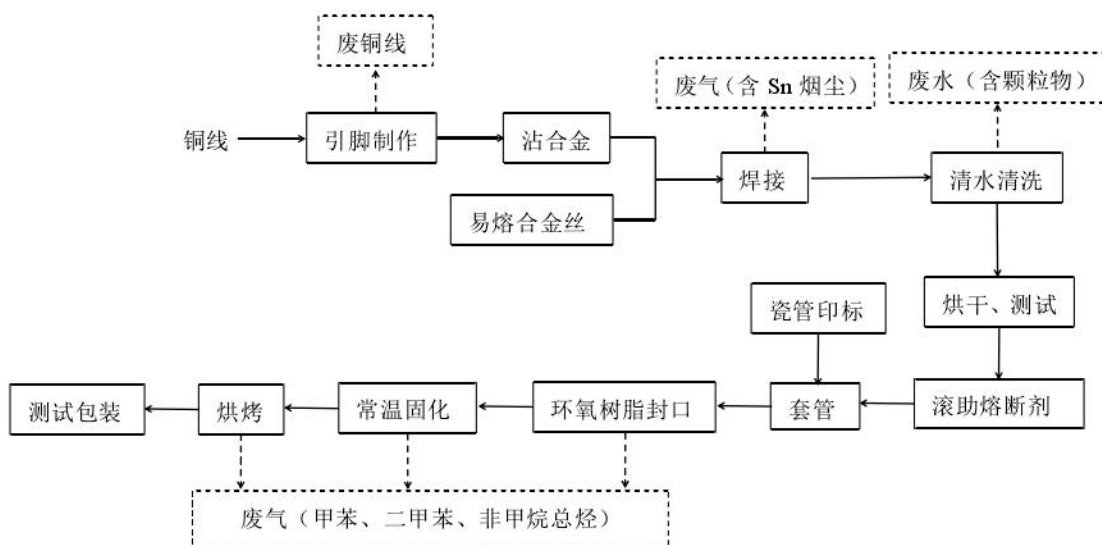 废铜线
废气（含 Sn 烟尘）
废水（含颗粒物）
铜线
引脚制作
沾合金
焊接
清水清洗
易熔合金丝
瓷管印标
烘干、测试
测试包装
烘烤
常温固化
环氧树脂封口
套管
滚助熔断剂
废气（甲苯、二甲苯、非甲烷总烃）